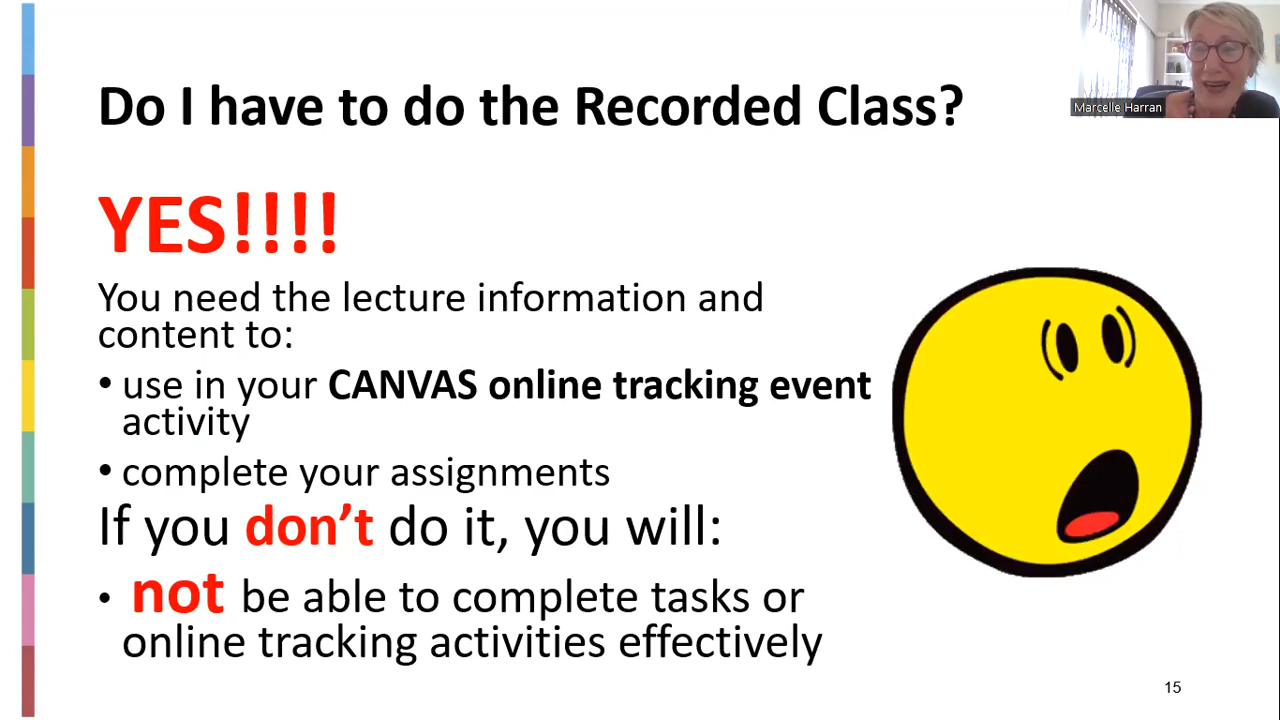 Do I have to do the Recorded Class?
Marcelle Harran
YES!!!!
You need the lecture information and
content to:
• use in your CANVAS online tracking event
activity
• complete your assignments
If you don’t do it, you will:
• not be able to complete tasks or
online tracking activities effectively
15